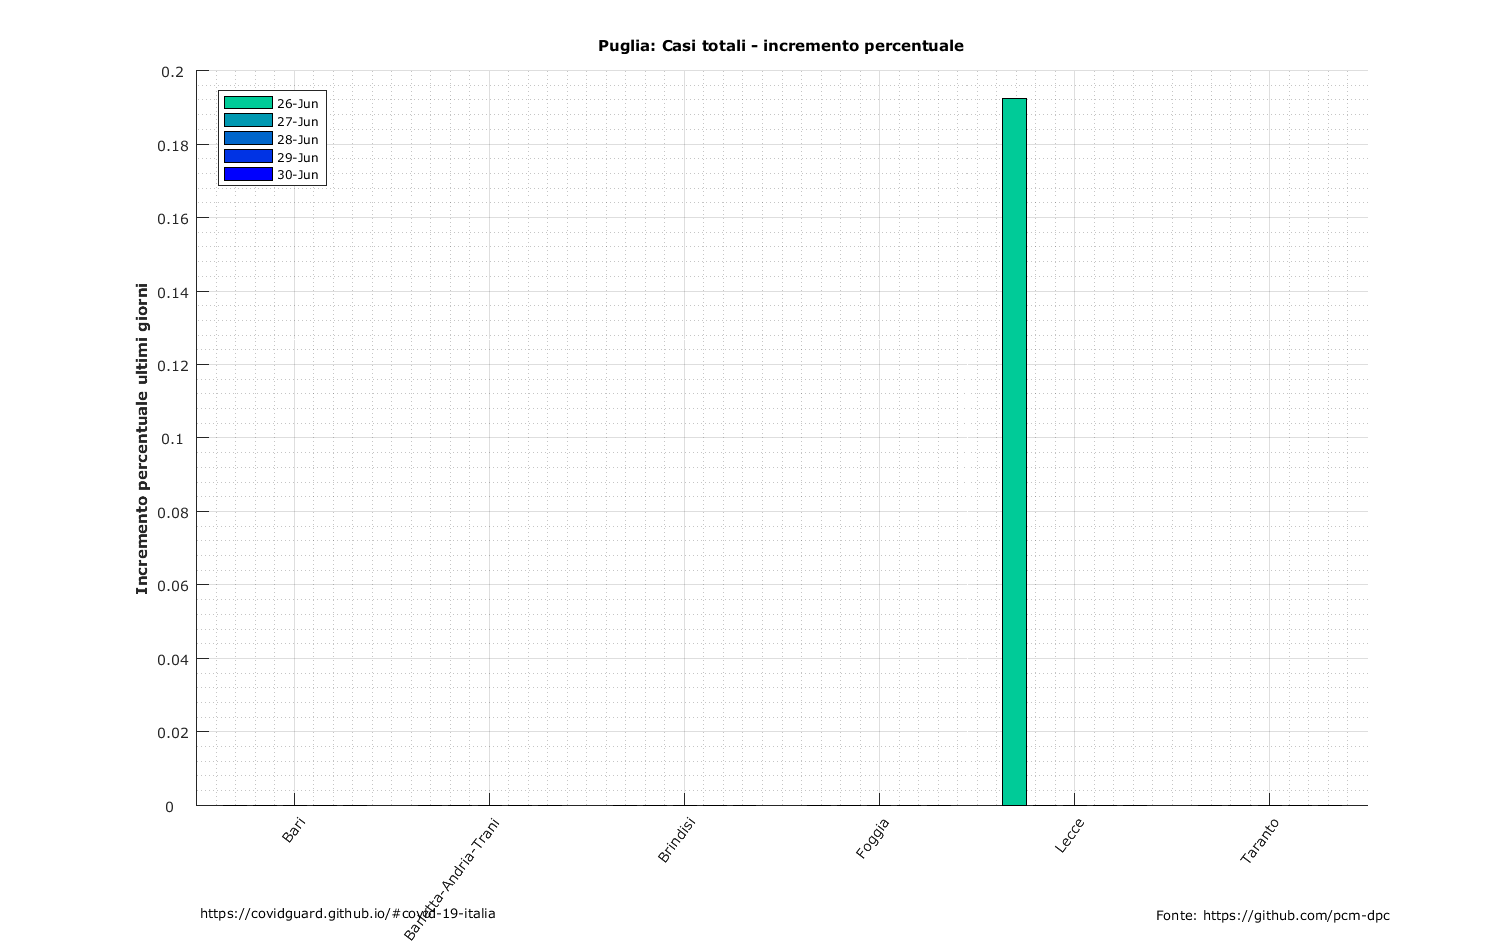 Puglia: Casi totali - incremento percentuale
26-Jun
27-Jun
28-Jun
29-Jun
30-Jun
Incremento percentuale ultimi giorni
0.2
0.18
0.16
0.14
0.12
0.1
0.08
0.06
0.04
0.02
0
Bari
Barletta-Andria-Trani
Brindisi
Foggia
Lecce
Taranto
https://covidguard.github.io/#covid-19-italia
Fonte: https://github.com/pcm-dpc